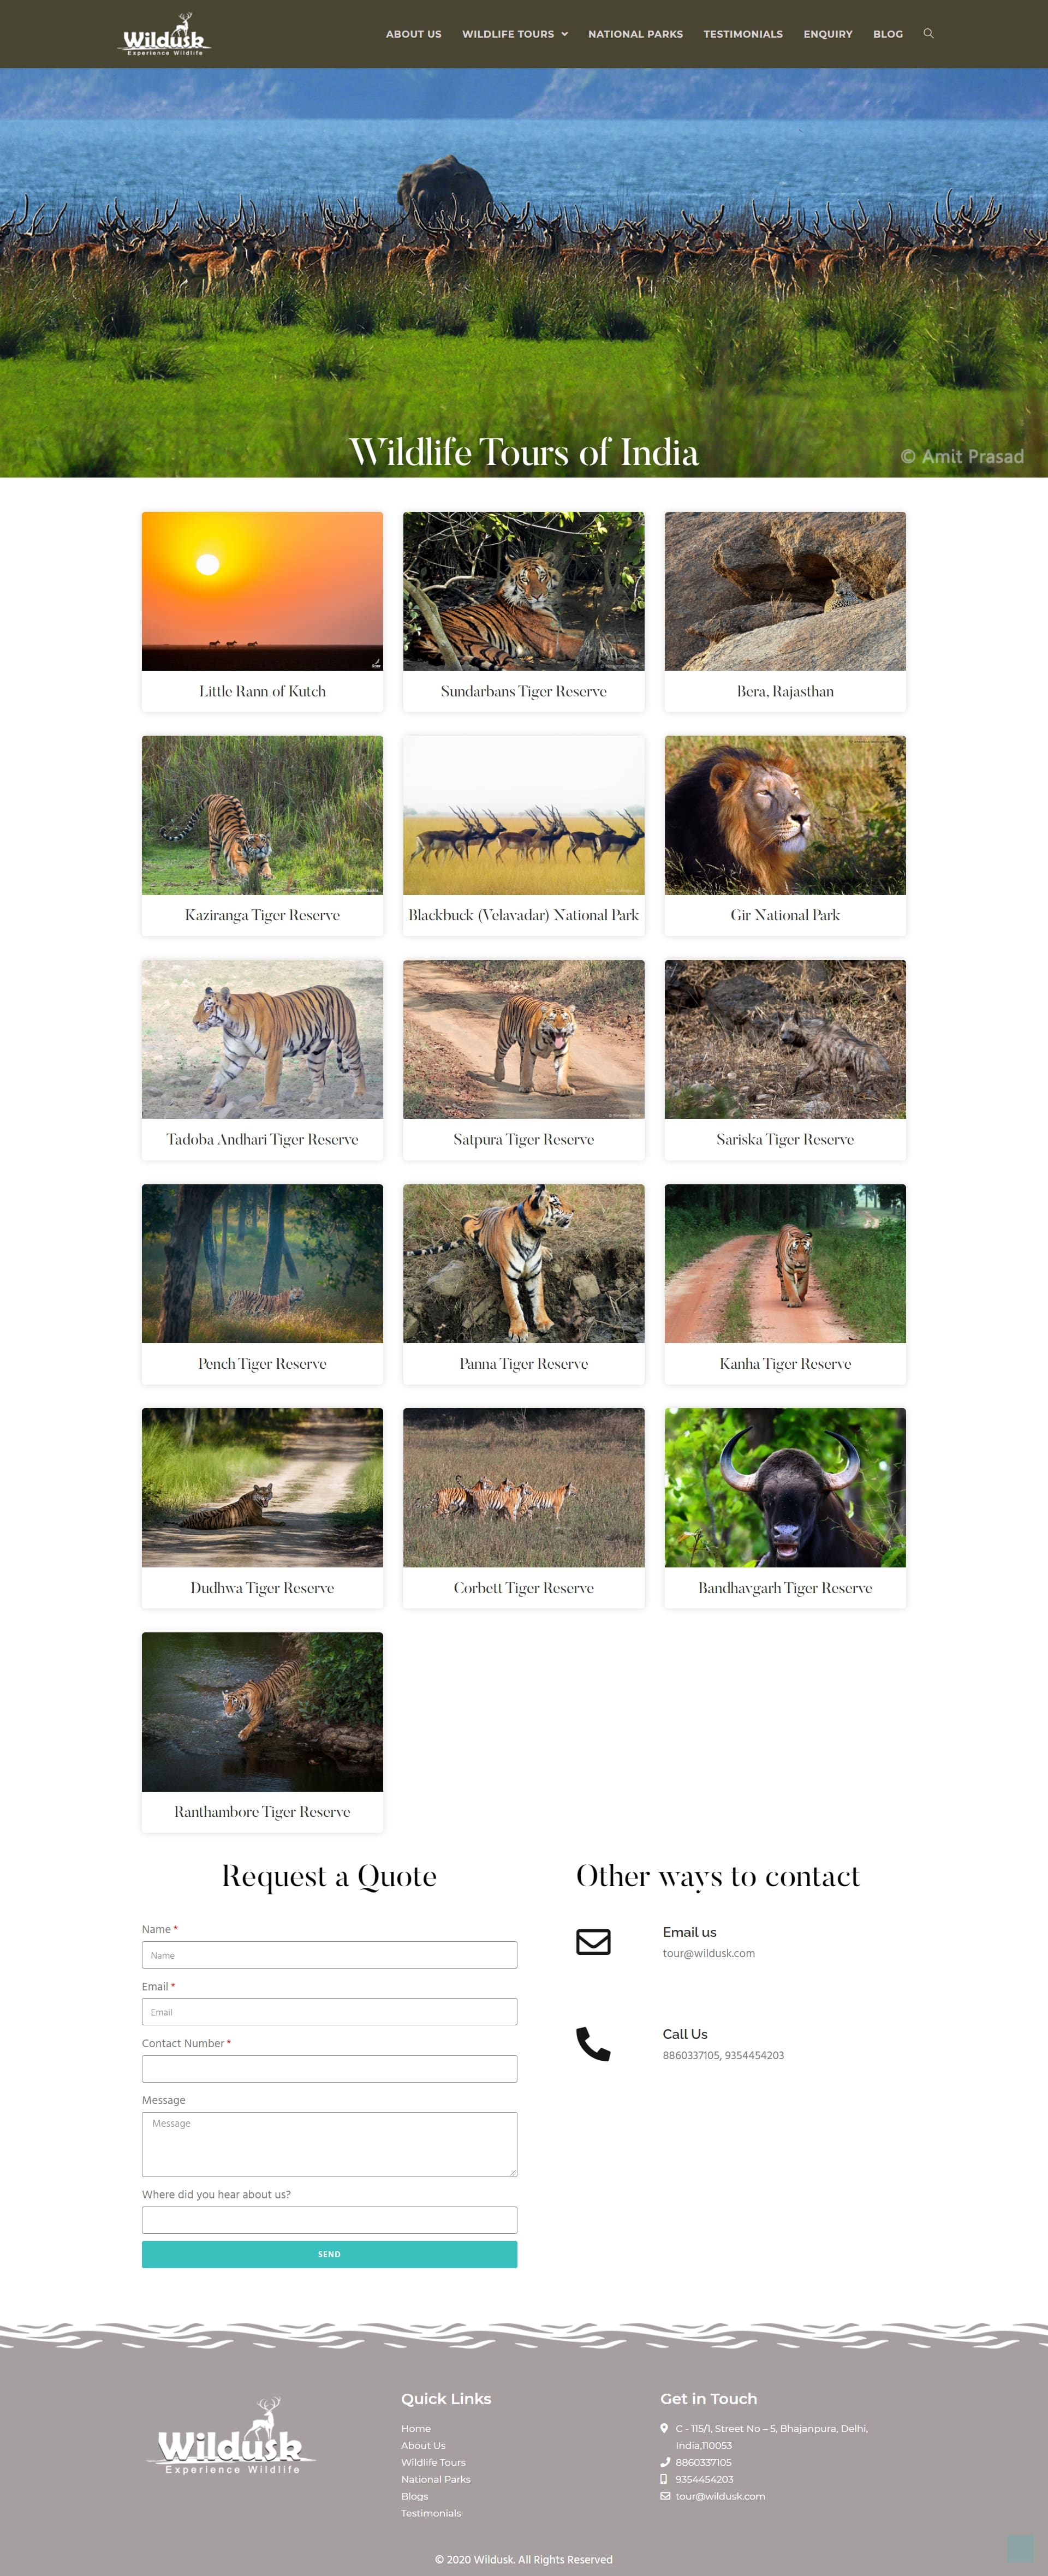 Wildusk
Experience Wildlife
ABOUT US
WILDLIFE TOURS
NATIONAL PARKS
TESTIMONIALS
ENQUIRY
BLOG
Wildlife Tours of India
© Amit Prasad
Little Rann of Kutch
Sundarbans Tiger Reserve
Bera, Rajasthan
Kaziranga Tiger Reserve
Blackbuck (Velavadar) National Park
Gir National Park
Tadoba Andhari Tiger Reserve
Satpura Tiger Reserve
Sariska Tiger Reserve
Pench Tiger Reserve
Panna Tiger Reserve
Kanha Tiger Reserve
Dudhwa Tiger Reserve
Corbett Tiger Reserve
Bandhavgarh Tiger Reserve
Ranthambore Tiger Reserve
Request a Quote
Name *
Name
Email *
Email
Contact Number *
Message
Message
Where did you hear about us?
SEND
Other ways to contact
Email us
tour@wildusk.com
Call Us
8860337105, 9354454203
Wildusk
Experience Wildlife
Quick Links
Home
About Us
Wildlife Tours
National Parks
Blogs
Testimonials
Get in Touch
C - 115/1, Street No – 5, Bhajanpura, Delhi,
India,110053
8860337105
9354454203
tour@wildusk.com
© 2020 Wildusk. All Rights Reserved